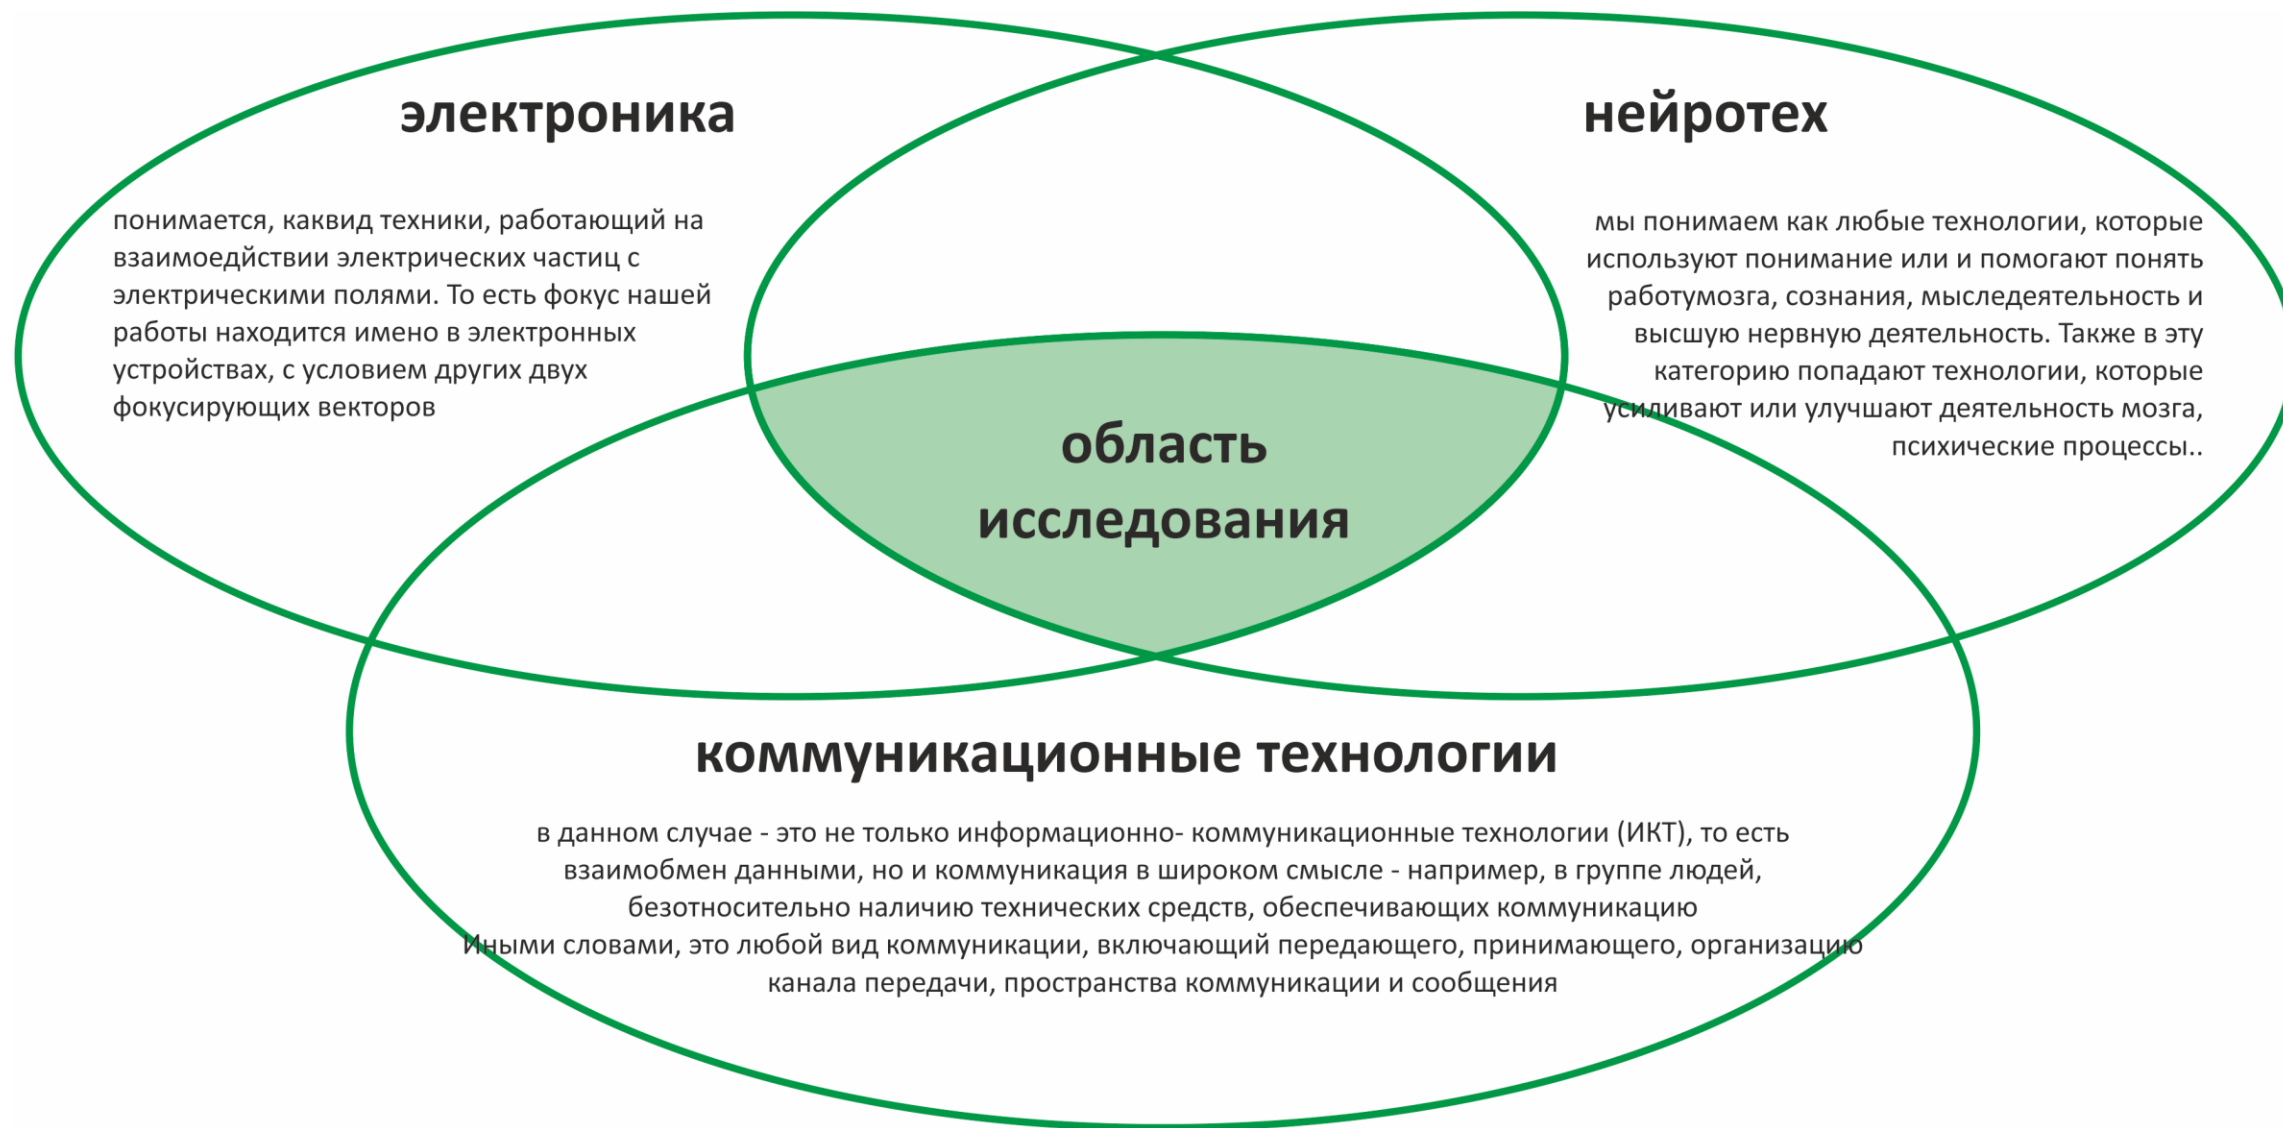 электроника
понимается, каквид техники, работающий на
взаимоедйствии электрических частиц с
электрическими полями. То есть фокус нашей
работы находится имено в электронных
устройствах, с условием других двух
фокусирующих векторов
нейротех
мы понимаем как любые технологии, которые
используют понимание или и помогают понять
работумозга, сознания, мыследеятельность и
высшую нервную деятельность. Также в эту
категорию попадают технологии, которые
усиливают или улучшают деятельность мозга,
психические процессы..
область
исследования
коммуникационные технологии
в данном случае - это не только информационно- коммуникационные технологии (ИКТ), то есть
взаимобмен данными, но и коммуникация в широком смысле - например, в группе людей,
безотносительно наличию технических средств, обеспечивающих коммуникацию
Иными словами, это любой вид коммуникации, включающий передающего, принимающего, организацию
канала передачи, пространства коммуникации и сообщения